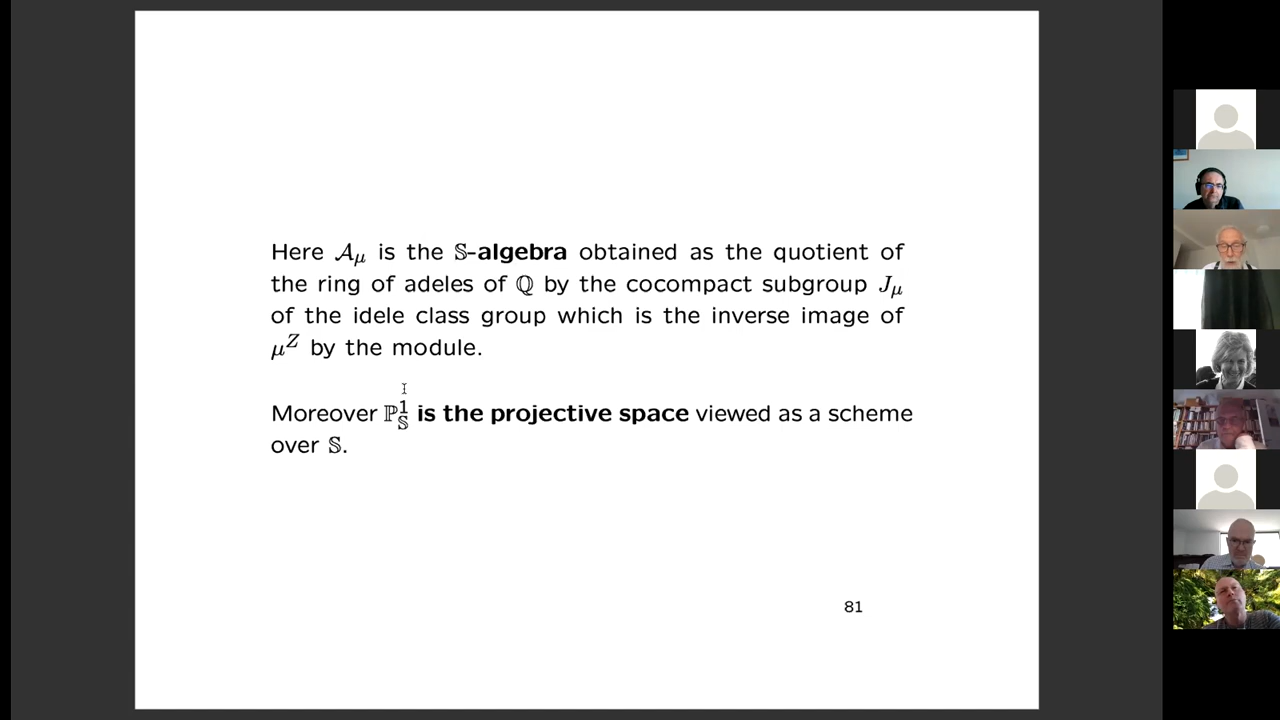 Here 𝒜_μ is the 𝕊-algebra obtained as the quotient of
the ring of adeles of ℚ by the cocompact subgroup J_μ
of the idele class group which is the inverse image of
μ^Z by the module.
Moreover ℙ^1_𝕊 is the projective space viewed as a scheme
over 𝕊.
81